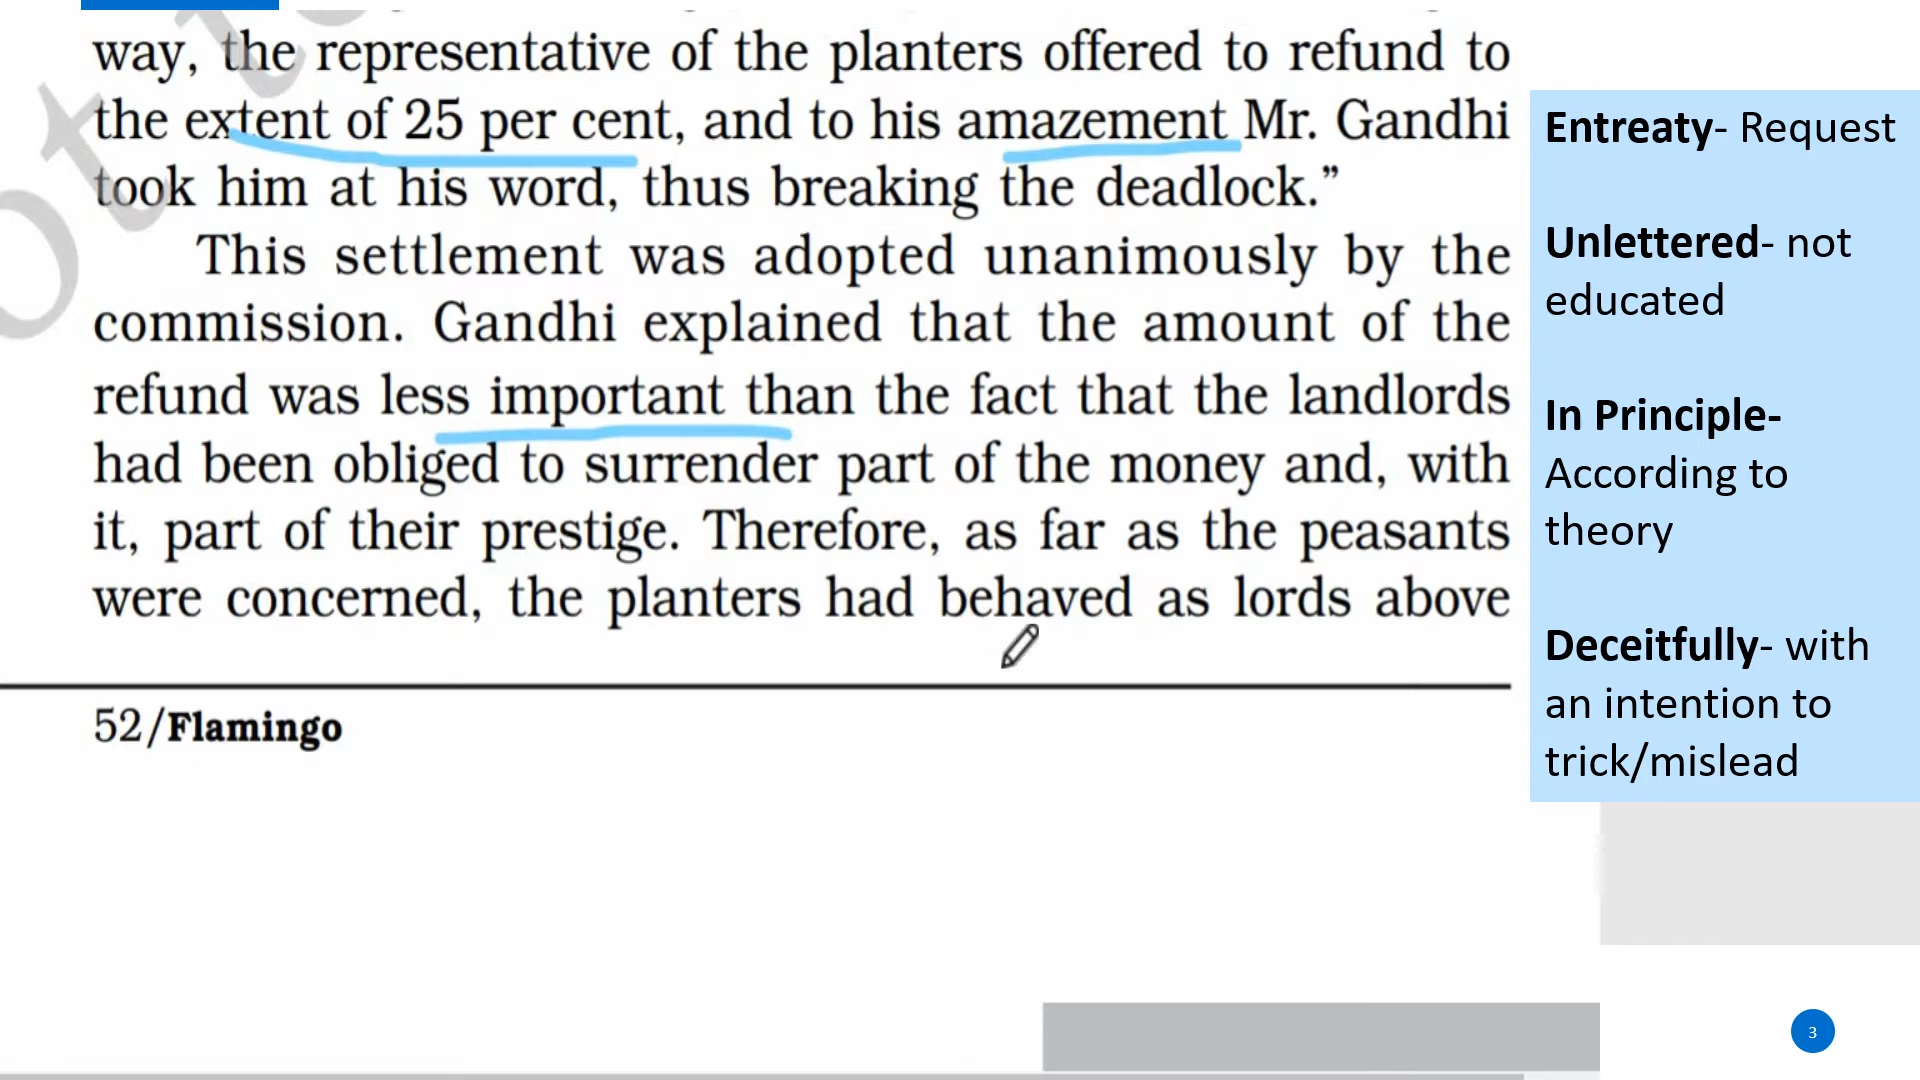 way, the representative of the planters offered to refund to
the extent of 25 per cent, and to his amazement Mr. Gandhi
took him at his word, thus breaking the deadlock.”
This settlement was adopted unanimously by the
commission. Gandhi explained that the amount of the
refund was less important than the fact that the landlords
had been obliged to surrender part of the money and, with
it, part of their prestige. Therefore, as far as the peasants
were concerned, the planters had behaved as lords above
52/Flamingo
Entreaty- Request
Unlettered- not
educated
In Principle-
According to
theory
Deceitfully- with
an intention to
trick/mislead
3